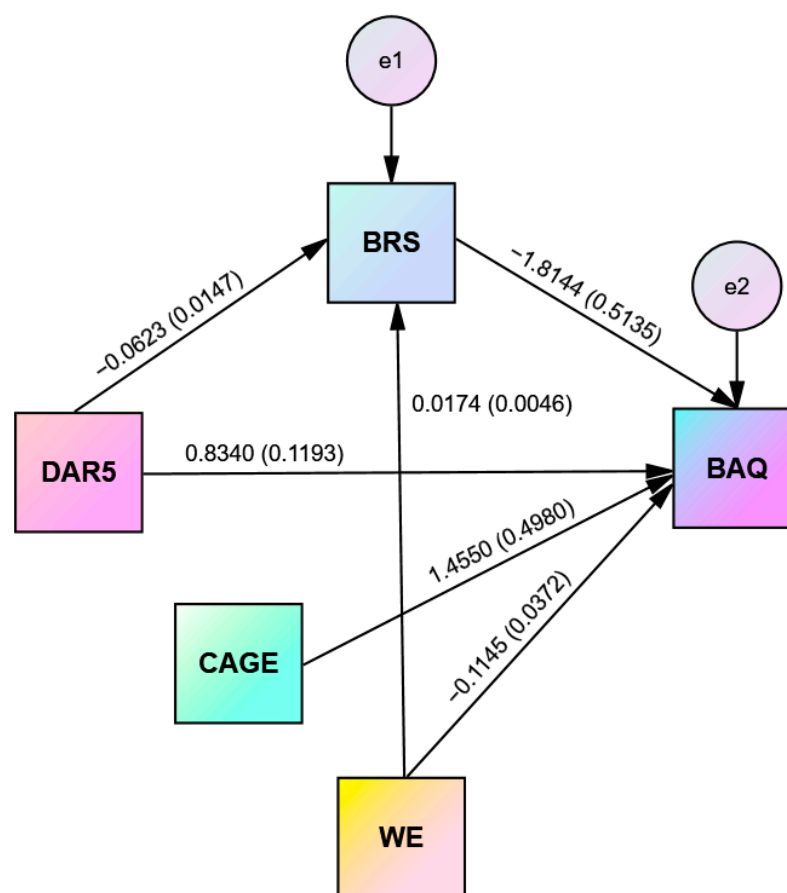 e1
BRS
−1.8144 (0.5135)
e2
−0.0623 (0.0147)
0.0174 (0.0046)
DAR5
0.8340 (0.1193)
BAQ
1.4550 (0.4980)
−0.1145 (0.0372)
CAGE
WE